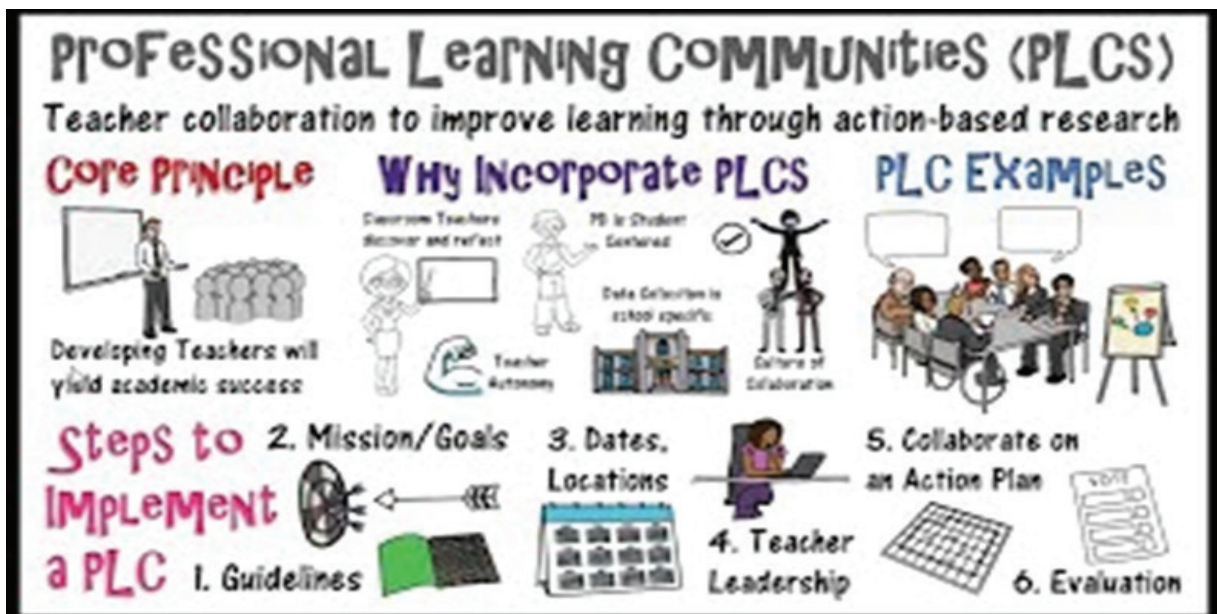 Professional Learning Communities (PLCs)
Teacher collaboration to improve learning through action-based research
Core Principle
Developing Teachers will
yield academic success
Why Incorporate PLCs
Classroom Teachers
discover and reflect
PD is Student
Centered
Data Collection is
school specific
Teacher
Autonomy
Culture of
Collaboration
PLC Examples
Steps to
Implement
a PLC
1. Guidelines
2. Mission/Goals
3. Dates,
Locations
4. Teacher
Leadership
5. Collaborate on
an Action Plan
VOTE
6. Evaluation